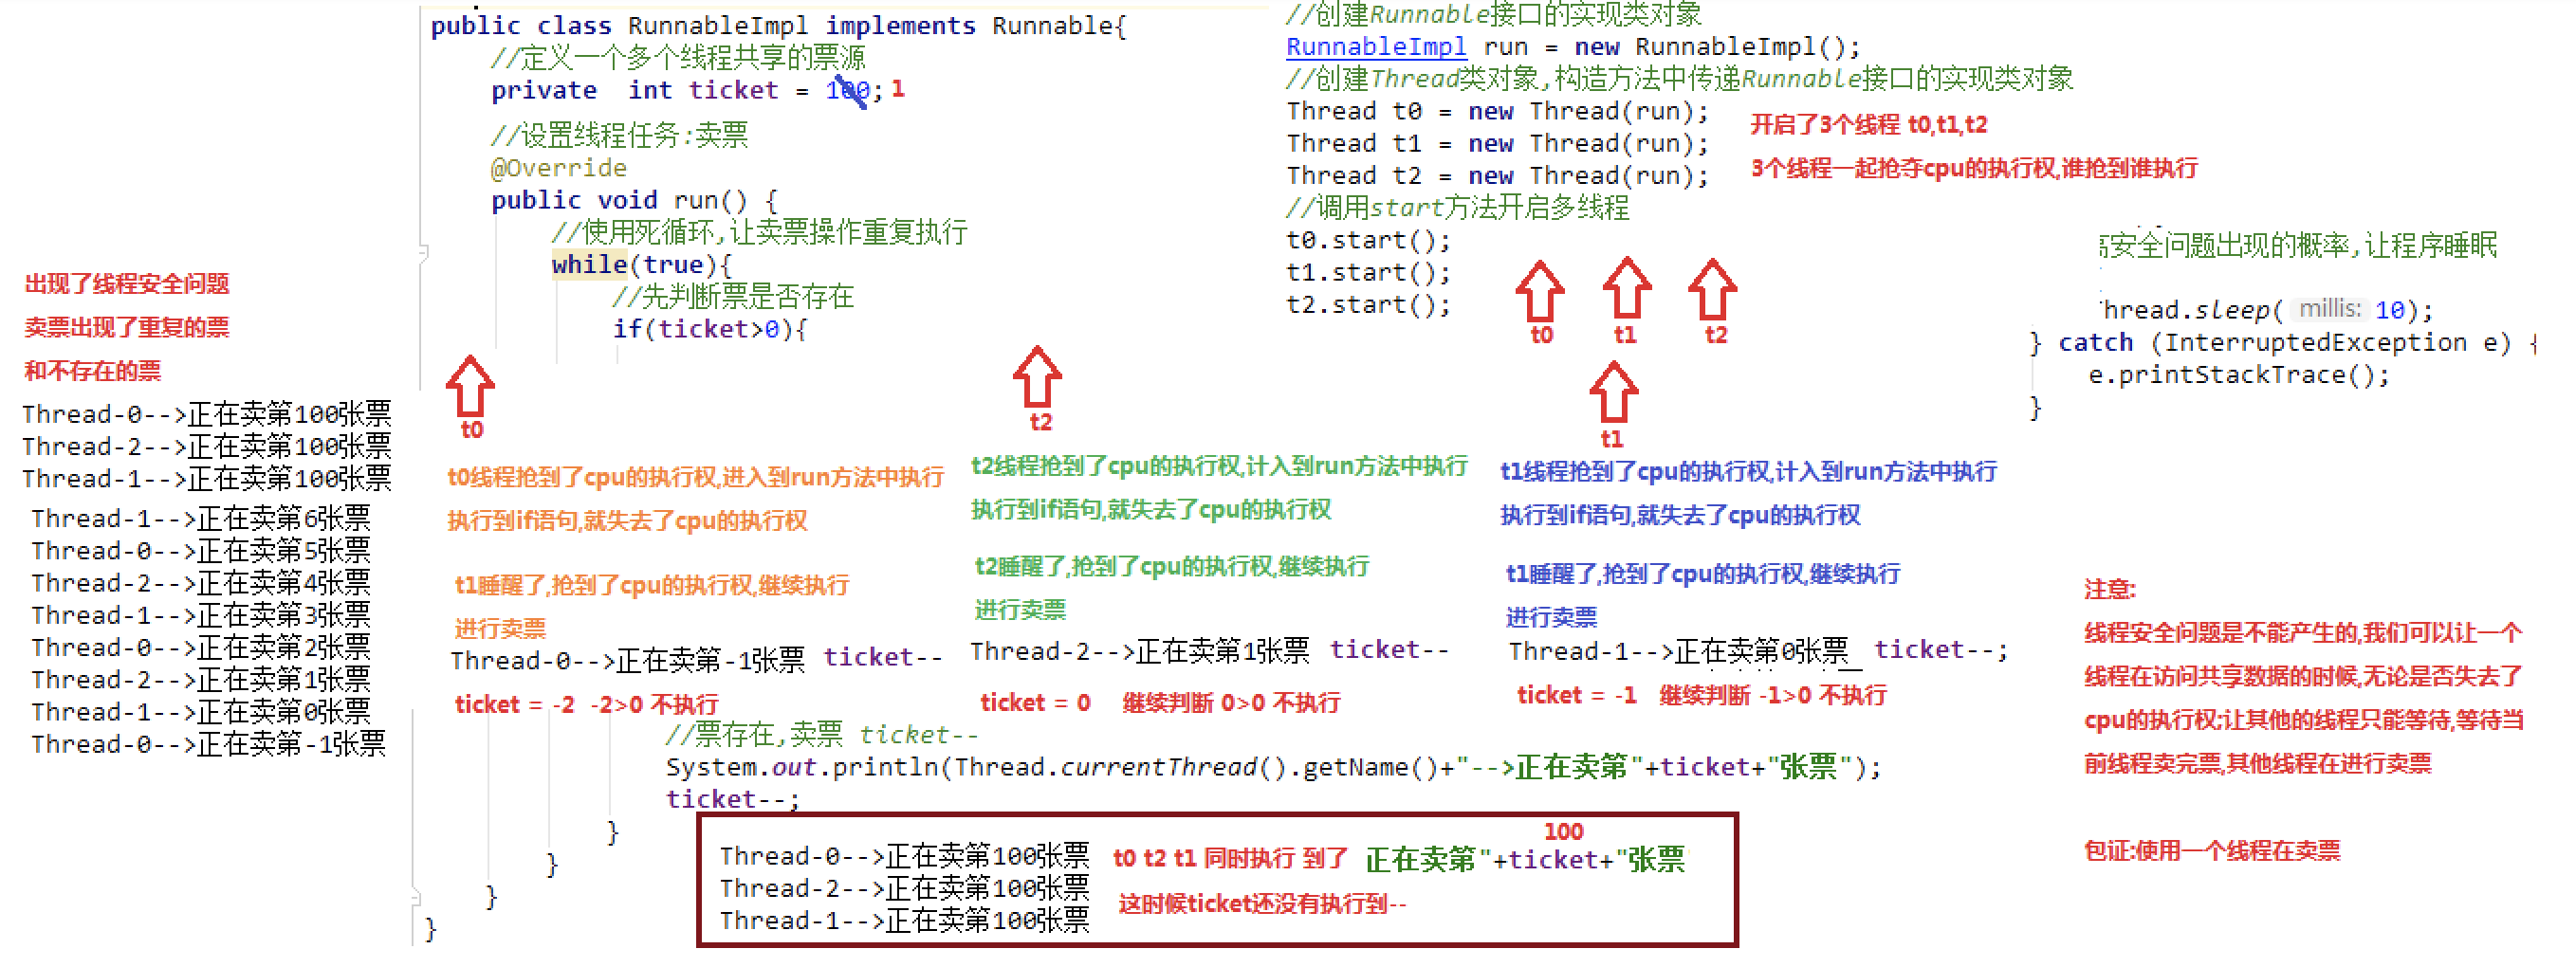 public class RunnableImpl implements Runnable{
//定义一个多个线程共享的票源
private  int ticket = 100; 1
//设置线程任务:卖票
@Override
public void run() {
//使用死循环,让卖票操作重复执行
while(true){
//先判断票是否存在
if(ticket>0){
//创建Runnable接口的实现类对象
RunnableImpl run = new RunnableImpl();
//创建Thread类对象,构造方法中传递Runnable接口的实现类对象
Thread t0 = new Thread(run);
Thread t1 = new Thread(run);
Thread t2 = new Thread(run);
//调用start方法开启多线程
t0.start();
t1.start();
t2.start();
开启了3个线程 t0,t1,t2
3个线程一起抢夺cpu的执行权,谁抢到谁执行
t0 t1 t2
安全问题出现的概率,让程序睡眠
hread.sleep( millis: 10);
} catch (InterruptedException e) {
e.printStackTrace();
}
出现了线程安全问题
卖票出现了重复的票
和不存在的票
Thread-0-->正在卖第100张票
Thread-2-->正在卖第100张票
Thread-1-->正在卖第100张票
Thread-1-->正在卖第6张票
Thread-0-->正在卖第5张票
Thread-2-->正在卖第4张票
Thread-1-->正在卖第3张票
Thread-0-->正在卖第2张票
Thread-2-->正在卖第1张票
Thread-1-->正在卖第0张票
Thread-0-->正在卖第-1张票
t0
t0线程抢到了cpu的执行权,进入到run方法中执行
执行到if语句,就失去了cpu的执行权
t1睡醒了,抢到了cpu的执行权,继续执行
进行卖票
Thread-0-->正在卖第-1张票 ticket--
ticket = -2  -2>0 不执行
t2
t2线程抢到了cpu的执行权,计入到run方法中执行
执行到if语句,就失去了cpu的执行权
t2睡醒了,抢到了cpu的执行权,继续执行
进行卖票
Thread-2-->正在卖第1张票 ticket--
ticket = 0   继续判断 0>0 不执行
t1
t1线程抢到了cpu的执行权,计入到run方法中执行
执行到if语句,就失去了cpu的执行权
t1睡醒了,抢到了cpu的执行权,继续执行
进行卖票
Thread-1-->正在卖第0张票 ticket--;
ticket = -1  继续判断 -1>0 不执行
注意:
线程安全问题是不能产生的,我们可以让一个
线程在访问共享数据的时候,无论是否失去了
cpu的执行权;让其他的线程只能等待,等待当
前线程卖完票,其他线程在进行卖票
包证:使用一个线程在卖票
//票存在,卖票 ticket--
System.out.println(Thread.currentThread().getName()+"-->正在卖第"+ticket+"张票");
ticket--;
}
}
}
}
Thread-0-->正在卖第100张票
Thread-2-->正在卖第100张票
Thread-1-->正在卖第100张票
100
t0 t2 t1 同时执行 到了 正在卖第"+ticket+"张票
这时候ticket还没有执行到--